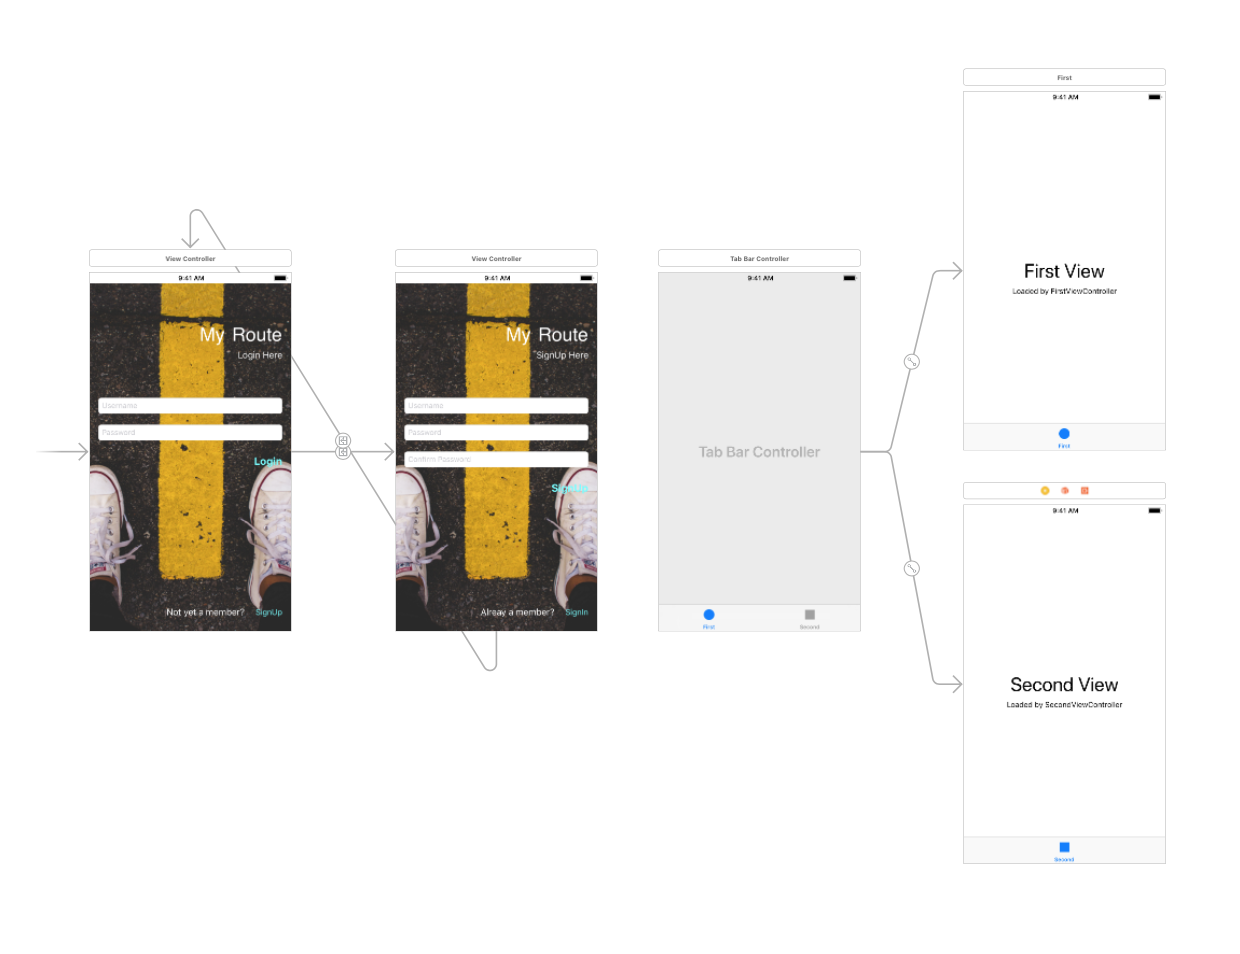 View Controller
9:41 AM
My Route
Login Here
Username
Password
Login
Not yet a member? SignUp
View Controller
9:41 AM
My Route
SignUp Here
Username
Password
Confirm Password
SignUp
Alreay a member? SignIn
Tab Bar Controller
9:41 AM
Tab Bar Controller
First Second
First
9:41 AM
First View
Loaded by FirstViewController
First
9:41 AM
Second View
Loaded by SecondViewController
Second